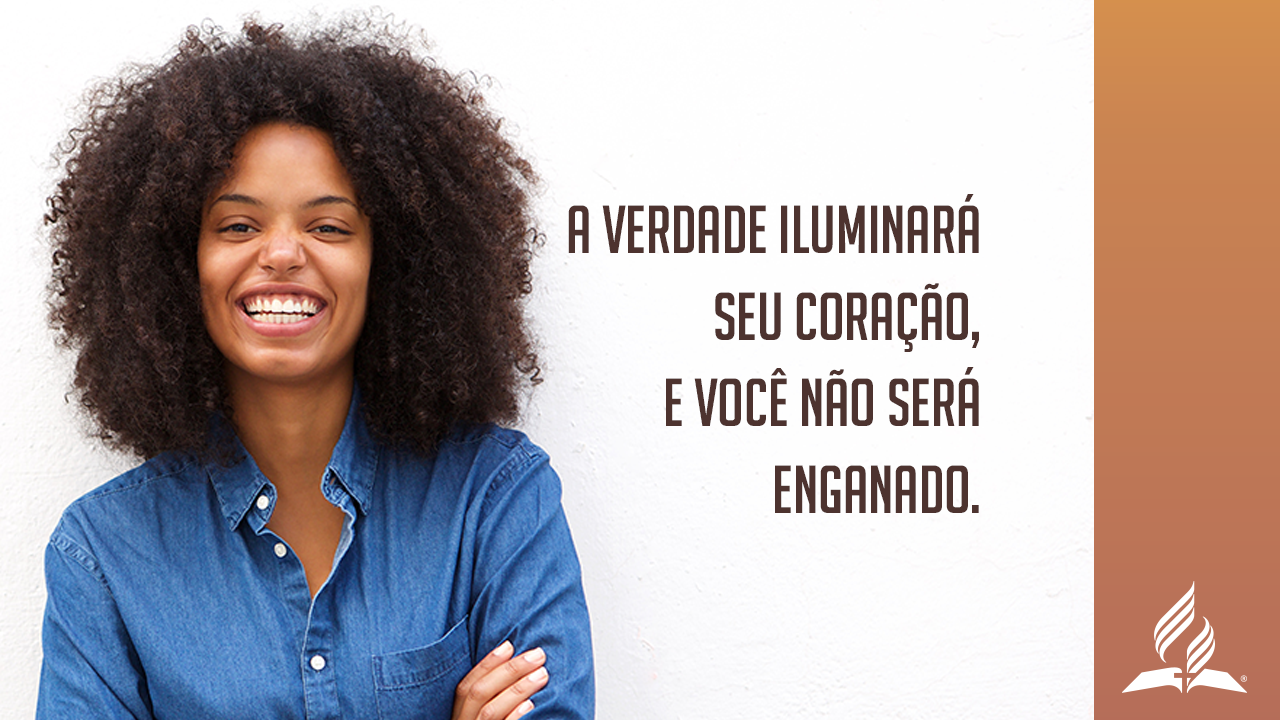 A VERDADE ILUMINARÁ
SEU CORAÇÃO,
E VOCÊ NÃO SERÁ
ENGANADO.
®